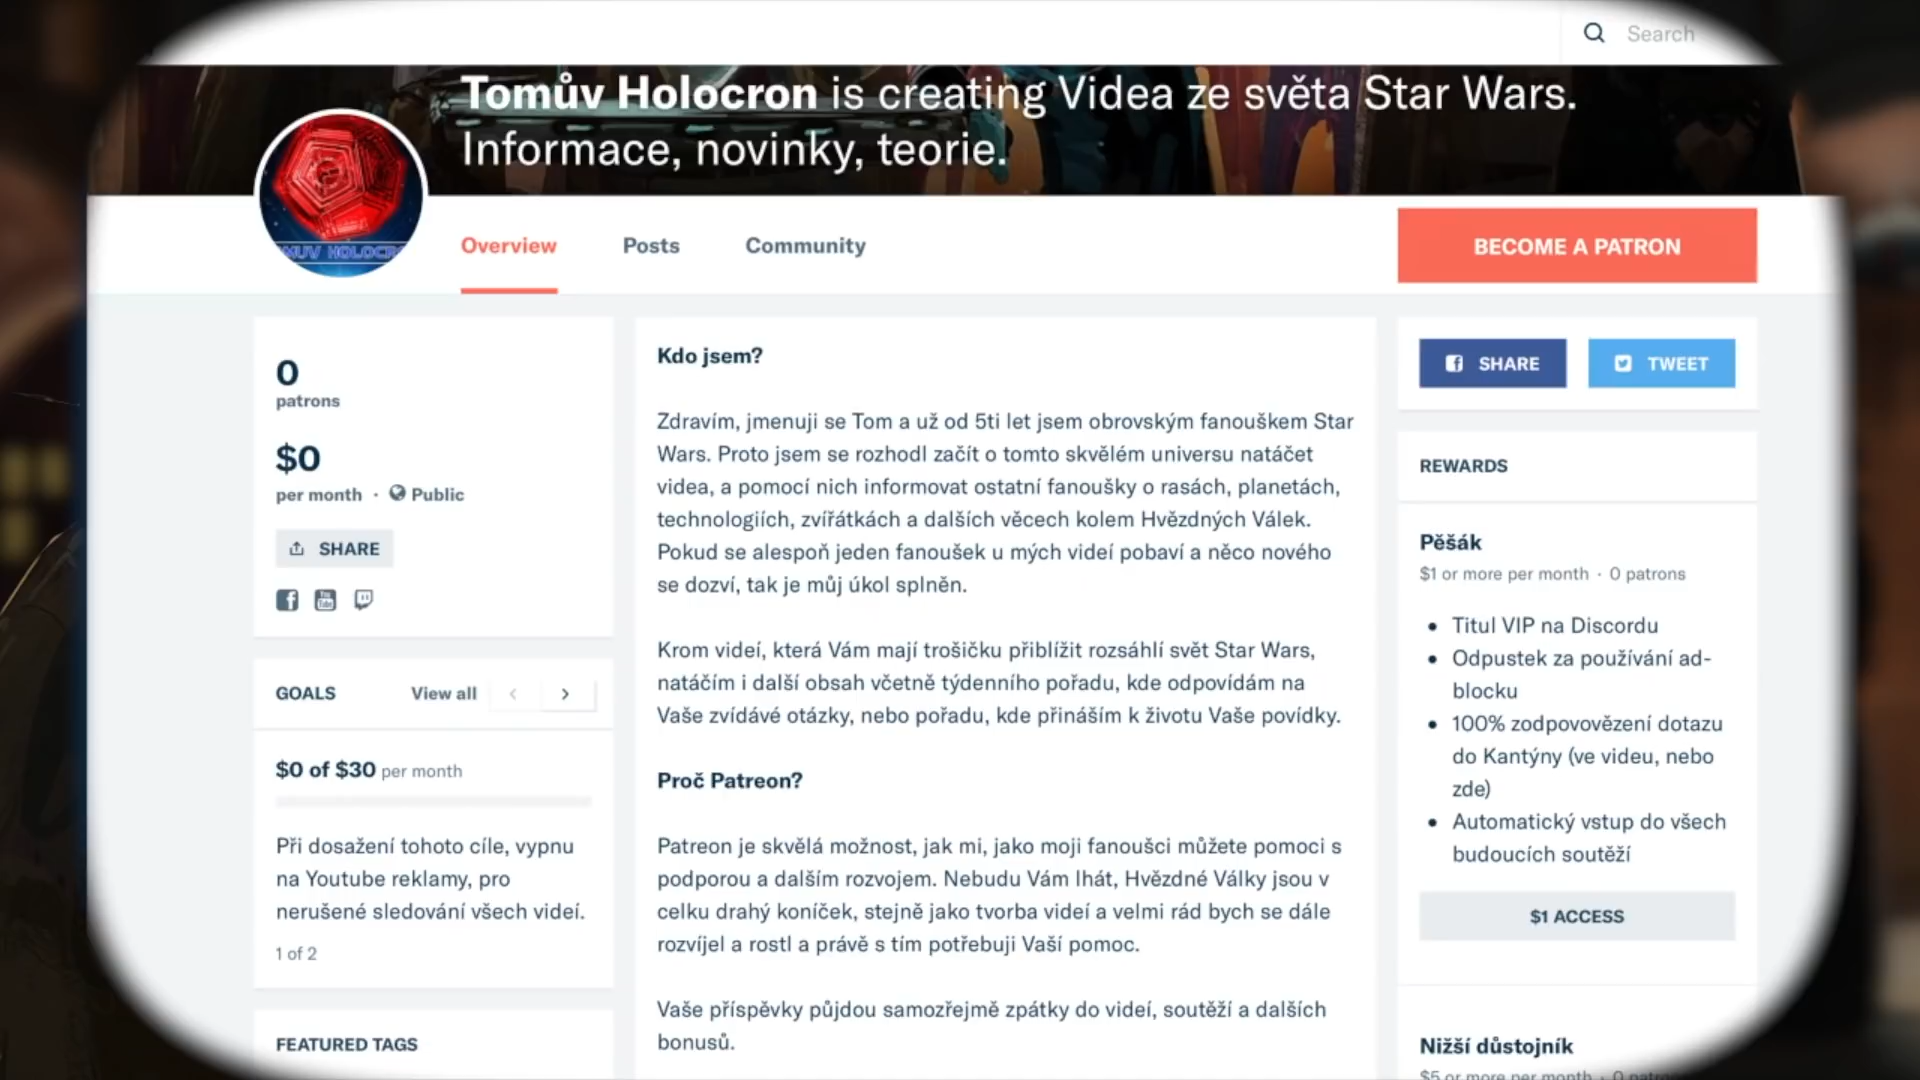 Search
Tomův Holocron is creating Videa ze světa Star Wars.
Informace, novinky, teorie.
Overview
Posts
Community
BECOME A PATRON
0
patrons
$0
per month · Public
SHARE
GOALS
View all
$0 of $30 per month
Při dosažení tohoto cíle, vypnu
na Youtube reklamy, pro
nerušené sledování všech videí.
1 of 2
FEATURED TAGS
Kdo jsem?
Zdravím, jmenuji se Tom a už od 5ti let jsem obrovským fanouškem Star
Wars. Proto jsem se rozhodl začít o tomto skvělém universu natáčet
videa, a pomocí nich informovat ostatní fanoušky o rasách, planetách,
technologiích, zvířátkách a dalších věcech kolem Hvězdných Válek.
Pokud se alespoň jeden fanoušek u mých videí pobaví a něco nového
se dozví, tak je můj úkol splněn.
Krom videí, která Vám mají trošičku přiblížit rozsáhlí svět Star Wars,
natáčím i další obsah včetně týdenního pořadu, kde odpovídám na
Vaše zvídávé otázky, nebo pořadu, kde přináším k životu Vaše povídky.
Proč Patreon?
Patreon je skvělá možnost, jak mi, jako moji fanoušci můžete pomoci s
podporou a dalším rozvojem. Nebudu Vám lhát, Hvězdné Války jsou v
celku drahý koníček, stejně jako tvorba videí a velmi rád bych se dále
rozvíjel a rostl a právě s tím potřebuji Vaší pomoc.
Vaše příspěvky půjdou samozřejmě zpátky do videí, soutěží a dalších
bonusů.
SHARE
TWEET
REWARDS
Pěšák
$1 or more per month · 0 patrons
Titul VIP na Discordu
Odpustek za používání ad-
blocku
100% zodpovovězení dotazu
do Kantýny (ve videu, nebo
zde)
Automatický vstup do všech
budoucích soutěží
$1 ACCESS
Nižší důstojník
$5 or more per month · 0